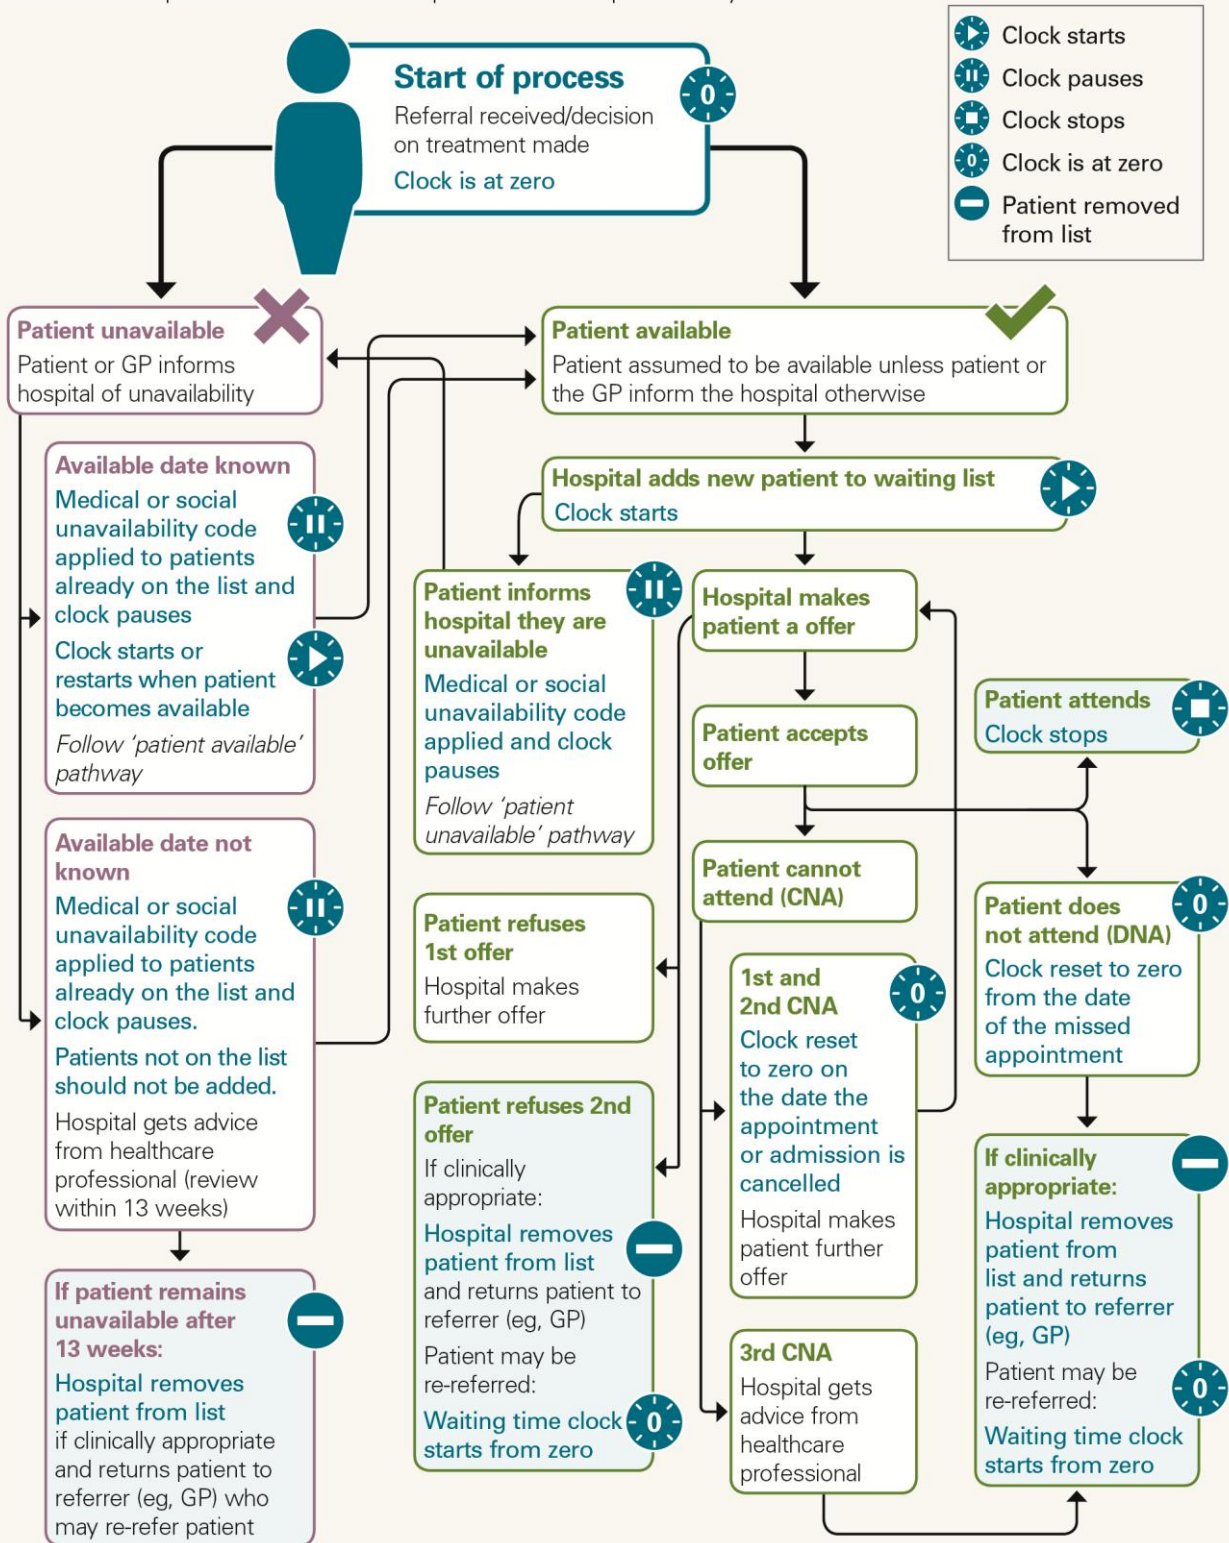 Clock starts
Clock pauses
Clock stops
0
Clock is at zero
Patient removed
from list
Start of process
0
Referral received/decision
on treatment made
Clock is at zero
Patient unavailable
Patient or GP informs
hospital of unavailability
Patient available
Patient assumed to be available unless patient or
the GP inform the hospital otherwise
Available date known
Medical or social
unavailability code
applied to patients
already on the list and
clock pauses
Clock starts or
restarts when patient
becomes available
Follow ‘patient available’
pathway
Hospital adds new patient to waiting list
Clock starts
Patient informs
hospital they are
unavailable
Medical or social
unavailability code
applied and clock
pauses
Follow ‘patient
unavailable’ pathway
Hospital makes
patient a offer
Patient accepts
offer
Patient attends
Clock stops
Available date not
known
Medical or social
unavailability code
applied to patients
already on the list and
clock pauses.
Patients not on the list
should not be added.
Hospital gets advice
from healthcare
professional (review
within 13 weeks)
Patient cannot
attend (CNA)
Patient does
not attend (DNA)
0
Clock reset to zero
from the date
of the missed
appointment
Patient refuses
1st offer
Hospital makes
further offer
1st and
2nd CNA
0
Clock reset
to zero on
the date the
appointment
or admission is
cancelled
Hospital makes
patient further
offer
Patient refuses 2nd
offer
If clinically
appropriate:
Hospital removes
patient from list
and returns patient to
referrer (eg, GP)
Patient may be
re-referred:
Waiting time clock
starts from zero
0
If clinically
appropriate:
Hospital removes
patient from
list and returns
patient to referrer
(eg, GP)
Patient may be
re-referred:
0
Waiting time clock
starts from zero
If patient remains
unavailable after
13 weeks:
Hospital removes
patient from list
if clinically appropriate
and returns patient to
referrer (eg, GP) who
may re-refer patient
3rd CNA
Hospital gets
advice from
healthcare
professional